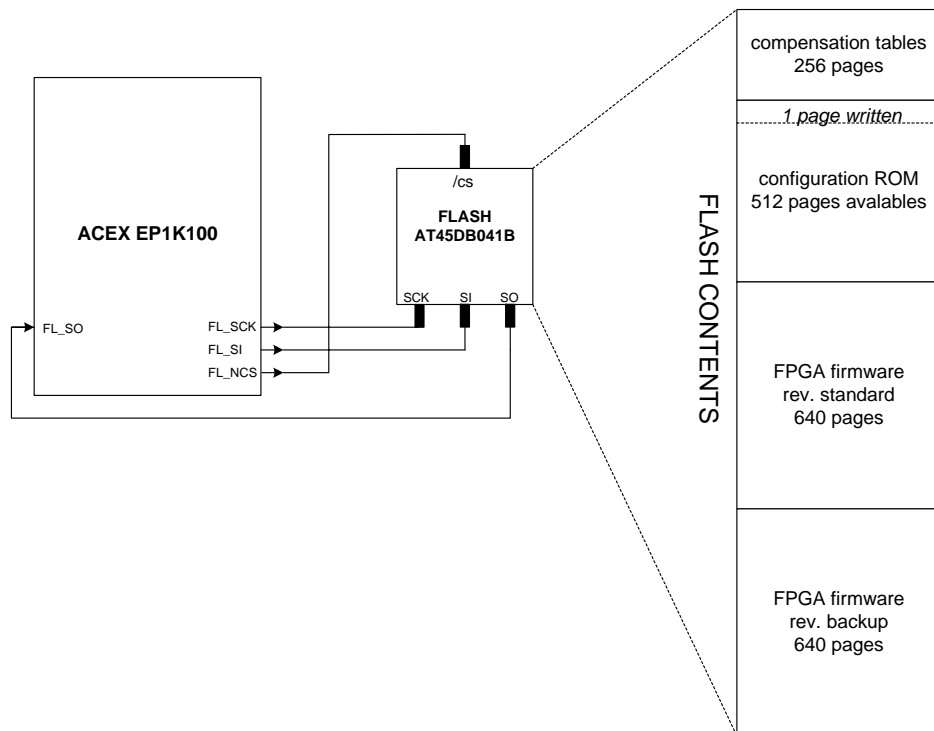 ACEX EP1K100
FL_SO
FL_SCK
FL_SI
FL_NCS
/cs
FLASH
AT45DB041B
SCK
SI
SO
FLASH CONTENTS
compensation tables
256 pages
1 page written
configuration ROM
512 pages avalables
FPGA firmware
rev. standard
640 pages
FPGA firmware
rev. backup
640 pages